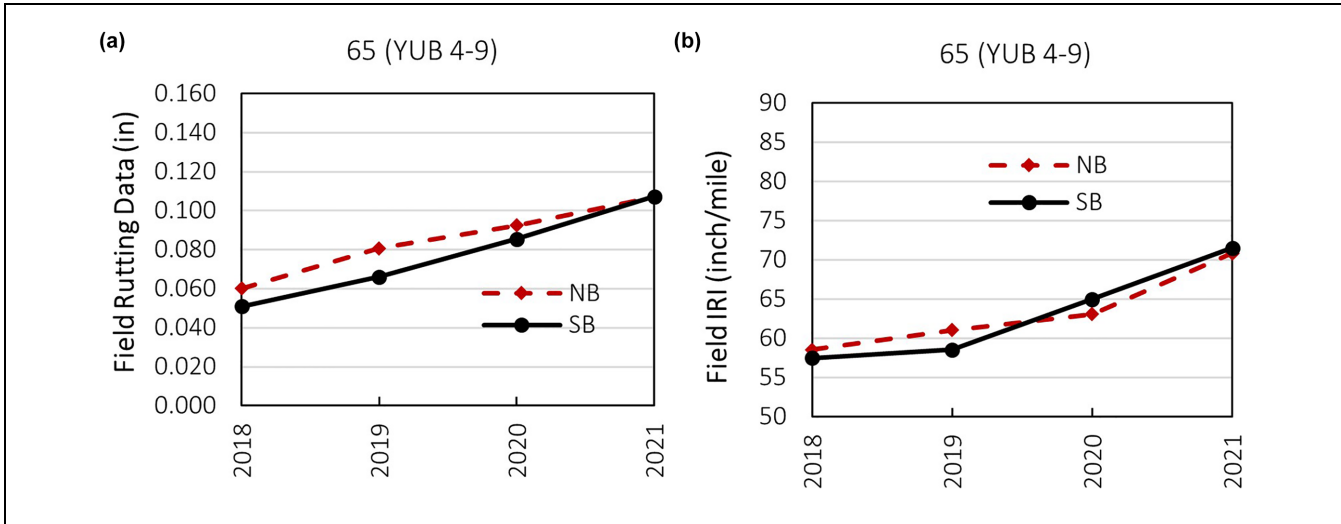 (a)
65 (YUB 4-9)
Field Rutting Data (in)
0.160
0.140
0.120
0.100
0.080
0.060
0.040
0.020
0.000
NB
SB
2018
2019
2020
2021
(b)
65 (YUB 4-9)
Field IRI (inch/mile)
90
85
80
75
70
65
60
55
50
NB
SB
2018
2019
2020
2021